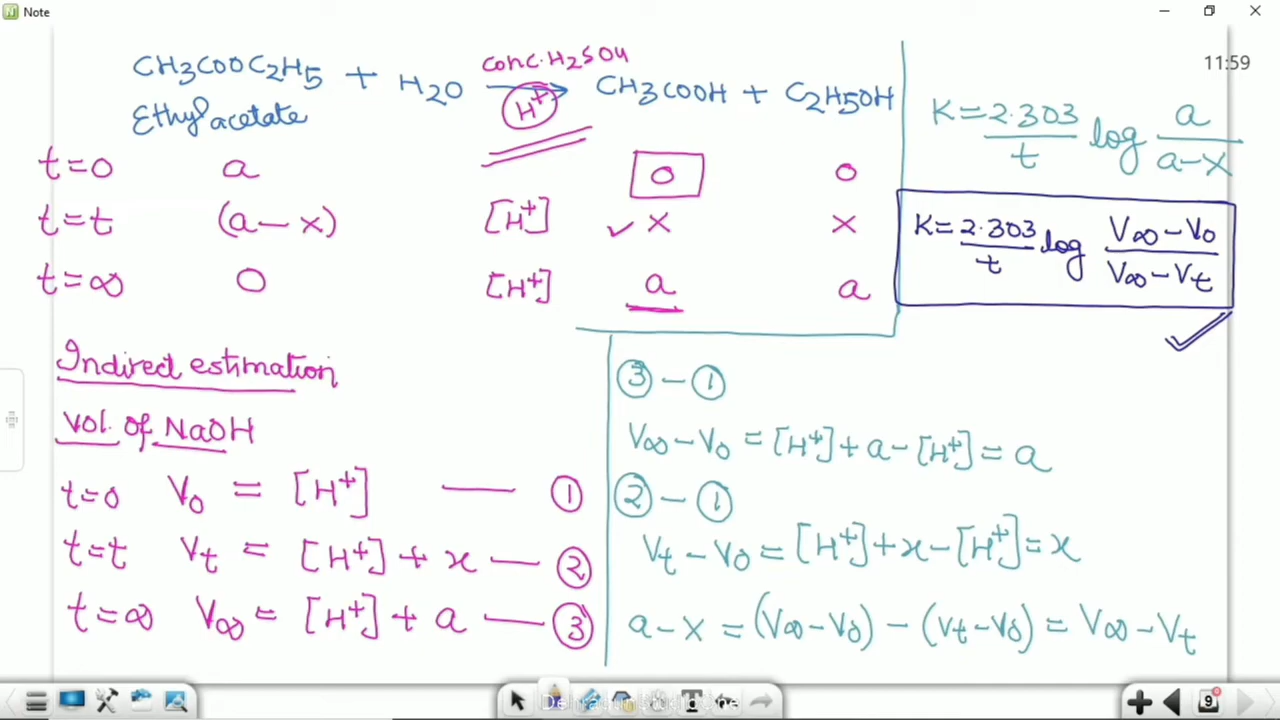 Note
11:59
CH3COOC2H5 + H2O conc. H2SO4 H+ → CH3COOH + C2H5OH
Ethyl acetate
t=0 a 0 0
t=t (a-x) [H+] x x
t=∞ 0 [H+] a a
K=2.303/t log a/a-x
K=2.303/t log V∞-V0/V∞-Vt
Indirect estimation
Vol. of NaOH
t=0 V0 = [H+] — ①
t=t Vt = [H+] + x — ②
t=∞ V∞ = [H+] + a — ③
③ - ①
V∞-V0 = [H+]+a-[H+] = a
② - ①
Vt-V0 = [H+]+x-[H+] = x
a-x = (V∞-V0) - (Vt-V0) = V∞-Vt
9